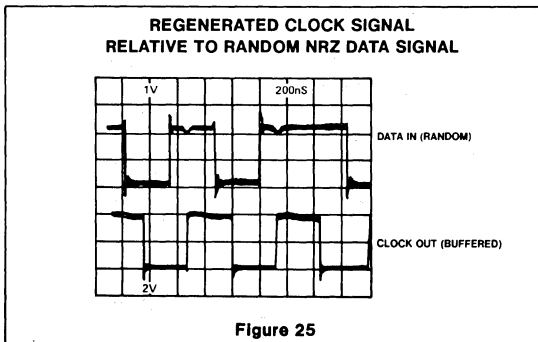 REGENERATED CLOCK SIGNAL
RELATIVE TO RANDOM NRZ DATA SIGNAL
1V 200nS
DATA IN (RANDOM)
CLOCK OUT (BUFFERED)
2V
Figure 25